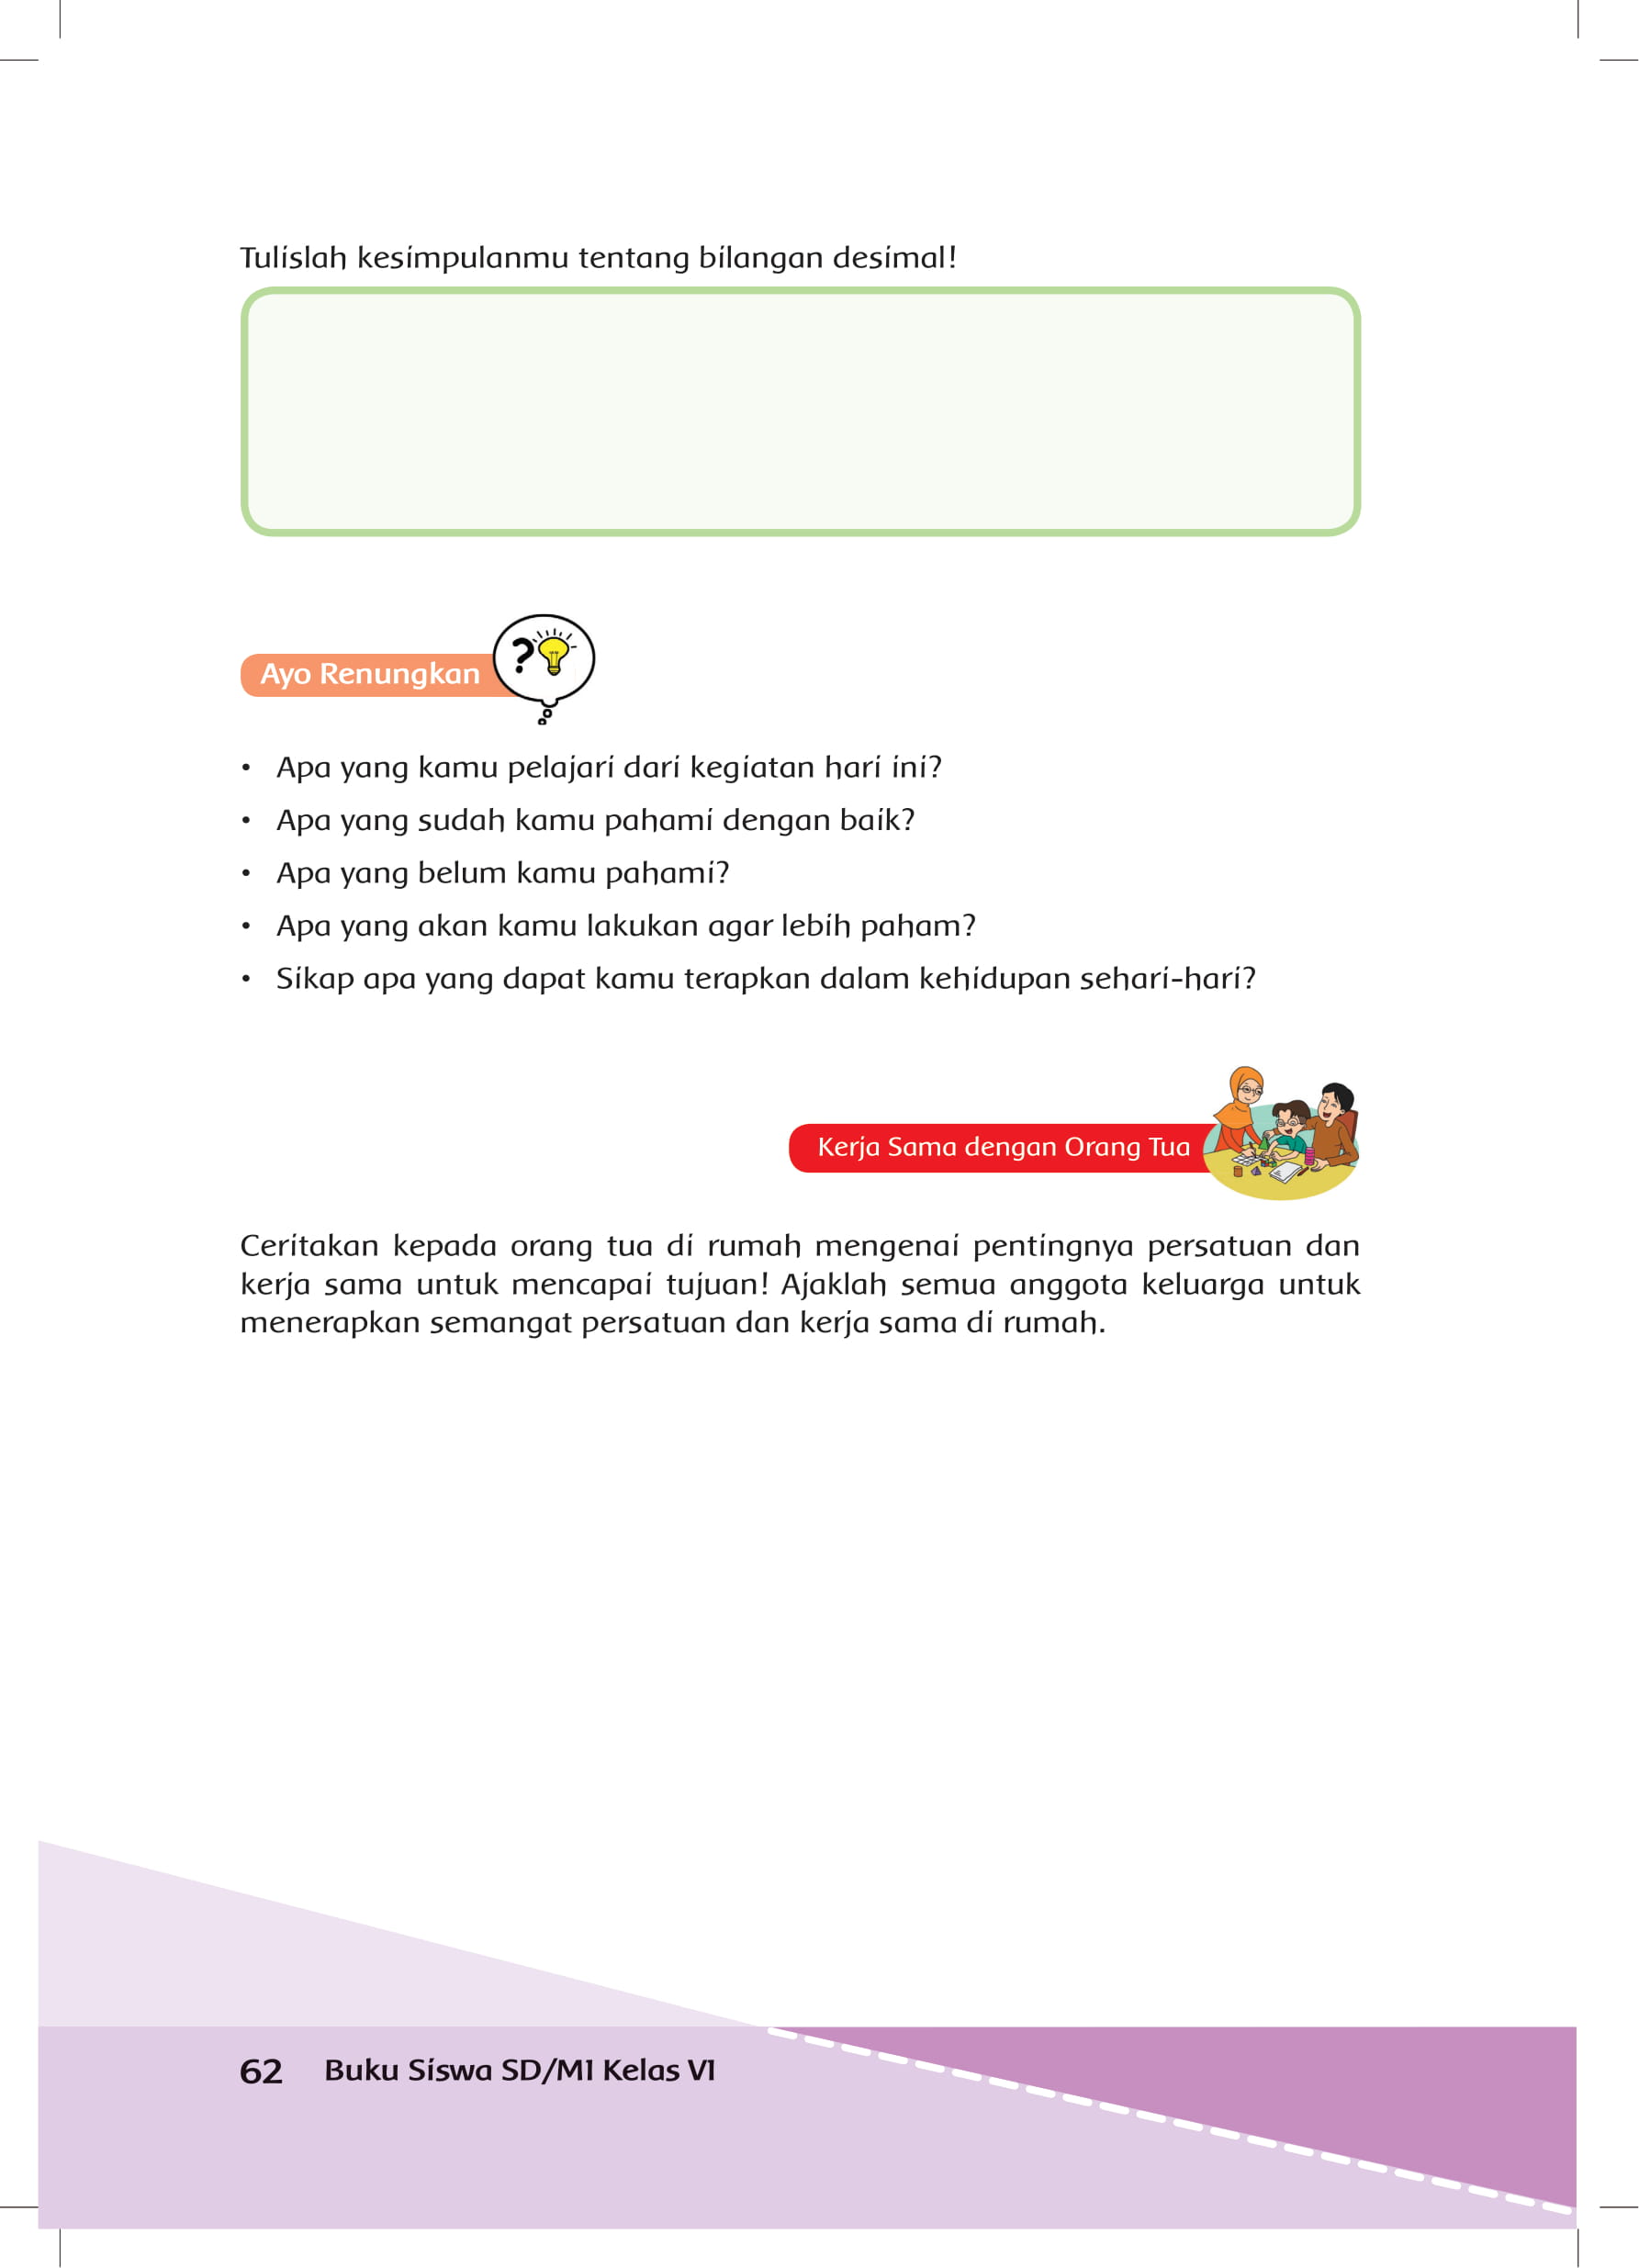 Tulislah kesimpulanmu tentang bilangan desimal!
Ayo Renungkan
• Apa yang kamu pelajari dari kegiatan hari ini?
• Apa yang sudah kamu pahami dengan baik?
• Apa yang belum kamu pahami?
• Apa yang akan kamu lakukan agar lebih paham?
• Sikap apa yang dapat kamu terapkan dalam kehidupan sehari-hari?
Kerja Sama dengan Orang Tua
Ceritakan kepada orang tua di rumah mengenai pentingnya persatuan dan
kerja sama untuk mencapai tujuan! Ajaklah semua anggota keluarga untuk
menerapkan semangat persatuan dan kerja sama di rumah.
62 Buku Siswa SD/MI Kelas VI